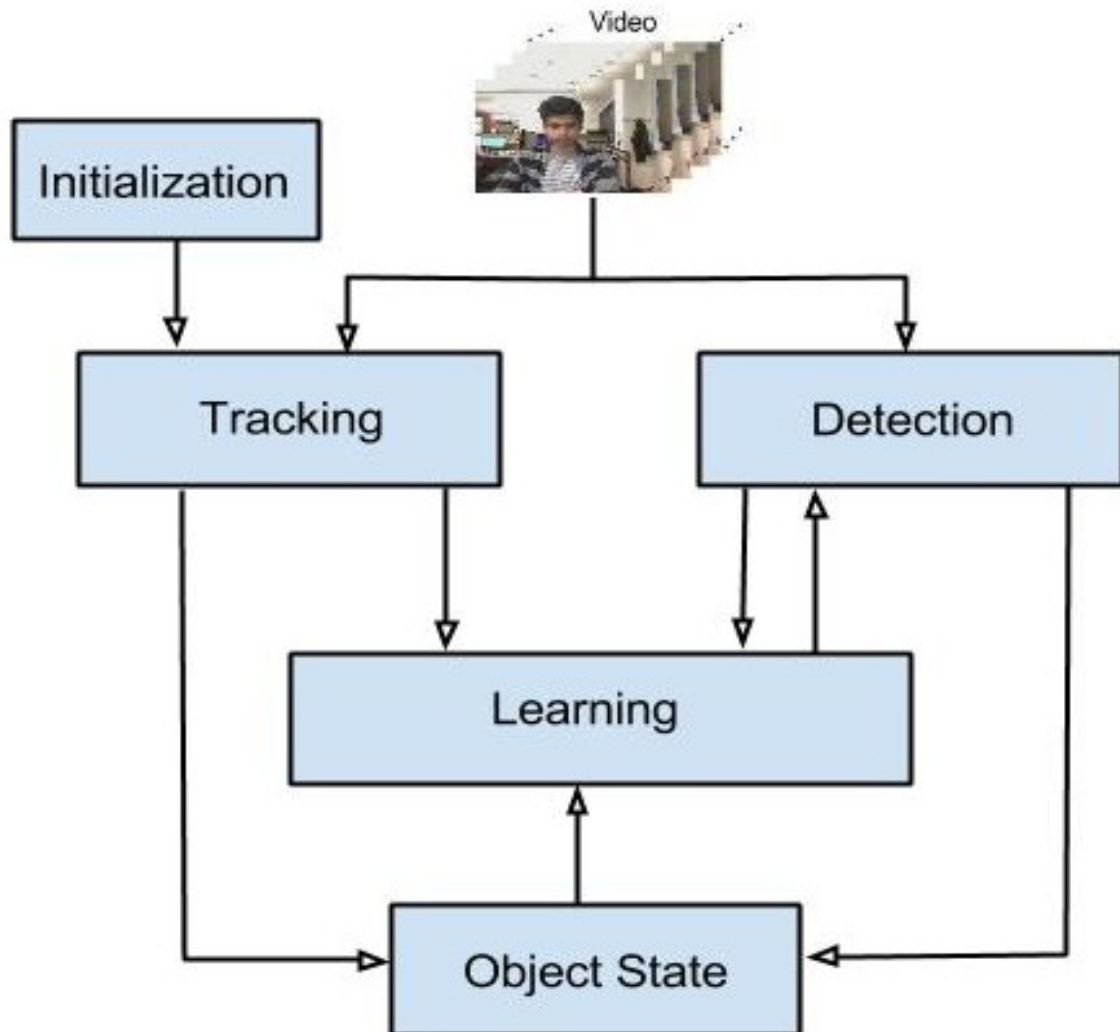 Video
Initialization
Tracking
Detection
Learning
Object State